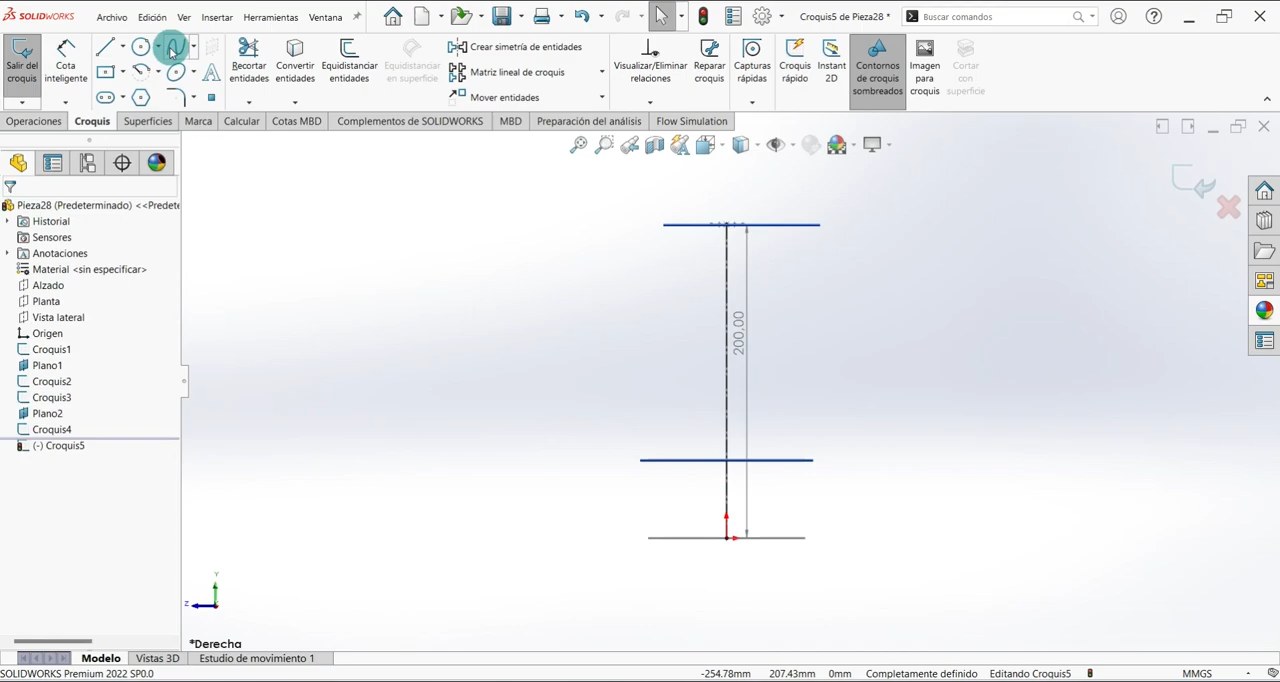 SOLIDWORKS
Archivo Edición Ver Insertar Herramientas Ventana
Croquis5 de Pieza28 *
Buscar comandos
Salir del croquis
Cota inteligente
Recortar entidades
Convertir entidades
Equidistanciar entidades
Equidistanciar en superficie
Crear simetría de entidades
Matriz lineal de croquis
Mover entidades
Visualizar/Eliminar relaciones
Reparar croquis
Capturas rápidas
Croquis rápido
Instant 2D
Contornos de croquis sombreados
Imagen para croquis
Cortar con superficie
Operaciones Croquis Superficies Marca Calcular Cotas MBD Complementos de SOLIDWORKS MBD Preparación del análisis Flow Simulation
Pieza28 (Predeterminado) <<Predete
Historial
Sensores
Anotaciones
Material <sin especificar>
Alzado
Planta
Vista lateral
Origen
Croquis1
Plano1
Croquis2
Croquis3
Plano2
Croquis4
(-) Croquis5
200,00
Y
Z
*Derecha
Modelo Vistas 3D Estudio de movimiento 1
SOLIDWORKS Premium 2022 SP0.0
-254.78mm 207.43mm 0mm Completamente definido Editando Croquis5 MMGS